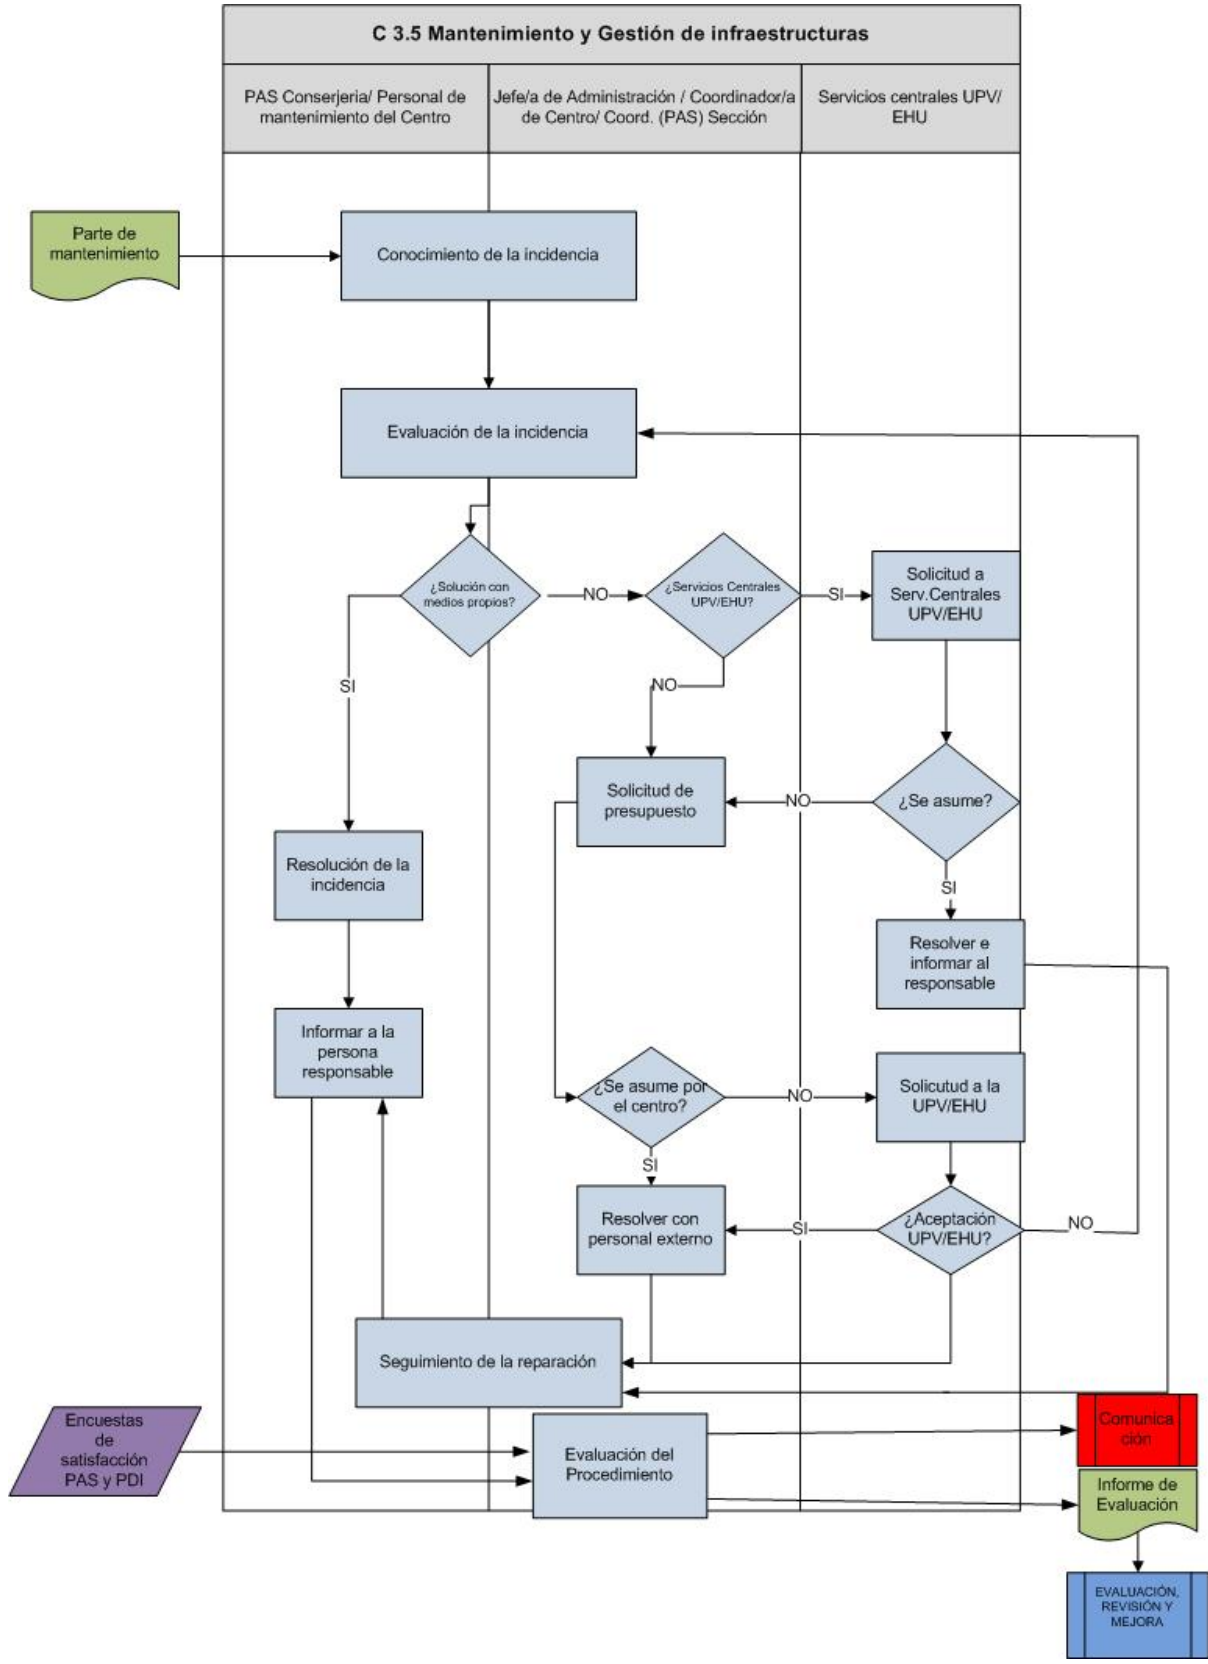 C 3.5 Mantenimiento y Gestión de infraestructuras
PAS Conserjeria/ Personal de
mantenimiento del Centro
Jefe/a de Administración / Coordinador/a
de Centro/ Coord. (PAS) Sección
Servicios centrales UPV/
EHU
Parte de
mantenimiento
Conocimiento de la incidencia
Evaluación de la incidencia
¿Solución con
medios propios?
NO
¿Servicios Centrales
UPV/EHU?
SI
Solicitud a
Serv.Centrales
UPV/EHU
SI
NO
Solicitud de
presupuesto
NO
¿Se asume?
SI
Resolución de la
incidencia
Resolver e
informar al
responsable
Informar a la
persona
responsable
¿Se asume por
el centro?
NO
Solicutud a la
UPV/EHU
SI
Resolver con
personal externo
SI
¿Aceptación
UPV/EHU?
NO
Seguimiento de la reparación
Encuestas
de
satisfacción
PAS y PDI
Evaluación del
Procedimiento
Comunica
ción
Informe de
Evaluación
EVALUACIÓN,
REVISIÓN Y
MEJORA